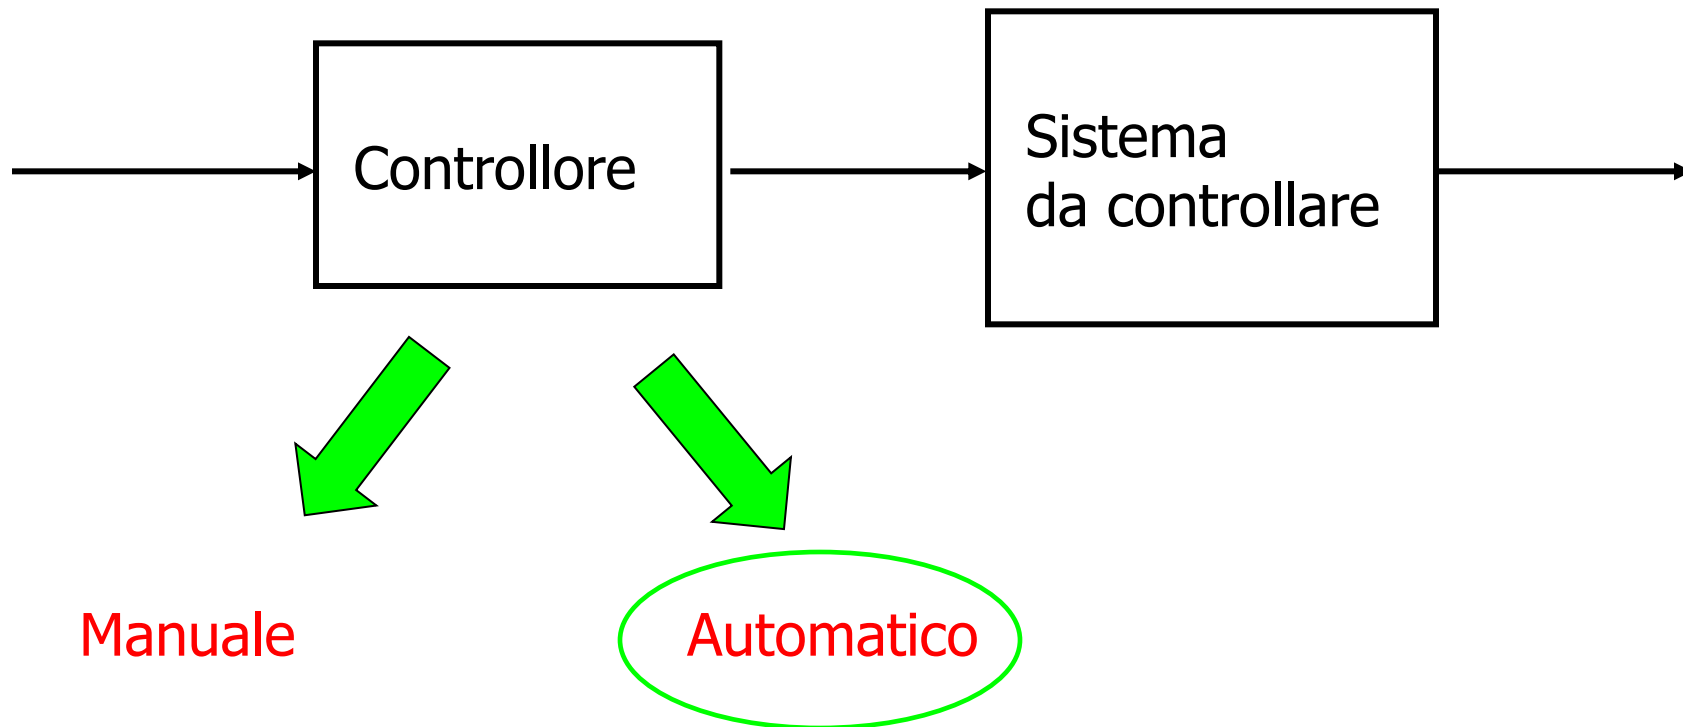 Controllore
Sistema
da controllare
Manuale
Automatico